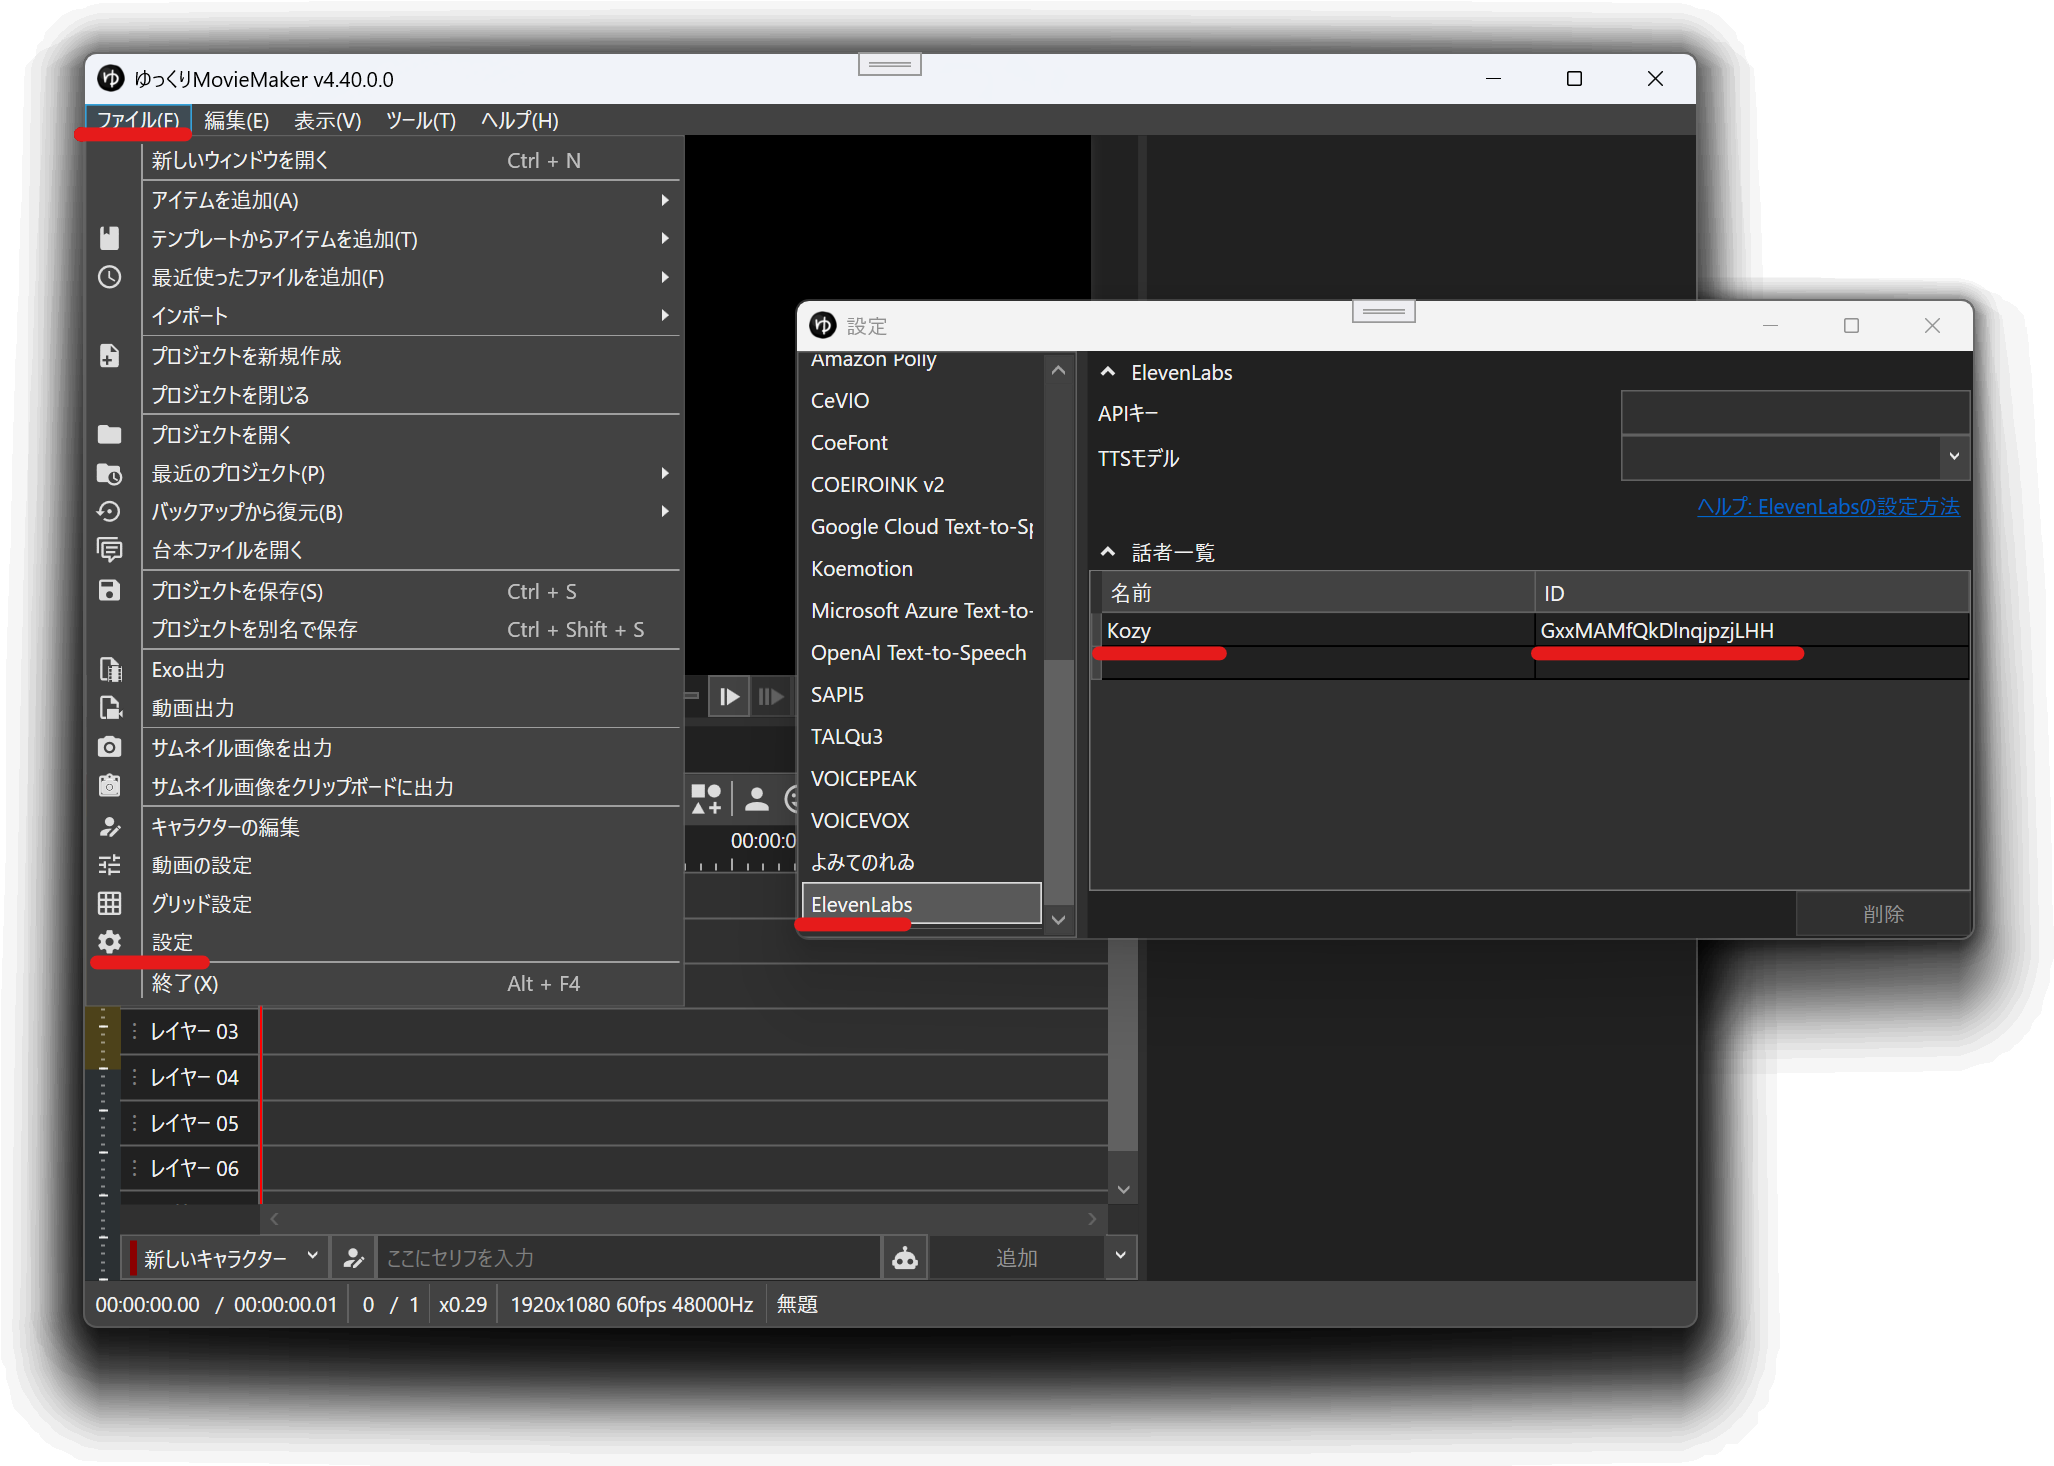 ゆっくりMovieMaker v4.40.0.0
ファイル(F) 編集(E) 表示(V) ツール(T) ヘルプ(H)
新しいウィンドウを開く Ctrl + N
アイテムを追加(A)
テンプレートからアイテムを追加(T)
最近使ったファイルを追加(F)
インポート
プロジェクトを新規作成
プロジェクトを閉じる
プロジェクトを開く
最近のプロジェクト(P)
バックアップから復元(B)
台本ファイルを開く
プロジェクトを保存(S) Ctrl + S
プロジェクトを別名で保存 Ctrl + Shift + S
Exo出力
動画出力
サムネイル画像を出力
サムネイル画像をクリップボードに出力
キャラクターの編集
動画の設定
グリッド設定
設定
終了(X) Alt + F4
00:00:0
レイヤー 03
レイヤー 04
レイヤー 05
レイヤー 06
新しいキャラクター ここにセリフを入力 追加
00:00:00.00 / 00:00:00.01 0 / 1 x0.29 1920x1080 60fps 48000Hz 無題
設定
Amazon Polly
CeVIO
CoeFont
COEIROINK v2
Google Cloud Text-to-Sp
Koemotion
Microsoft Azure Text-to-
OpenAI Text-to-Speech
SAPI5
TALQu3
VOICEPEAK
VOICEVOX
よみてのれゐ
ElevenLabs
ElevenLabs
APIキー
TTSモデル
ヘルプ: ElevenLabsの設定方法
話者一覧
名前 ID
Kozy GxxMAMfQkDlnqjpzjLHH
削除